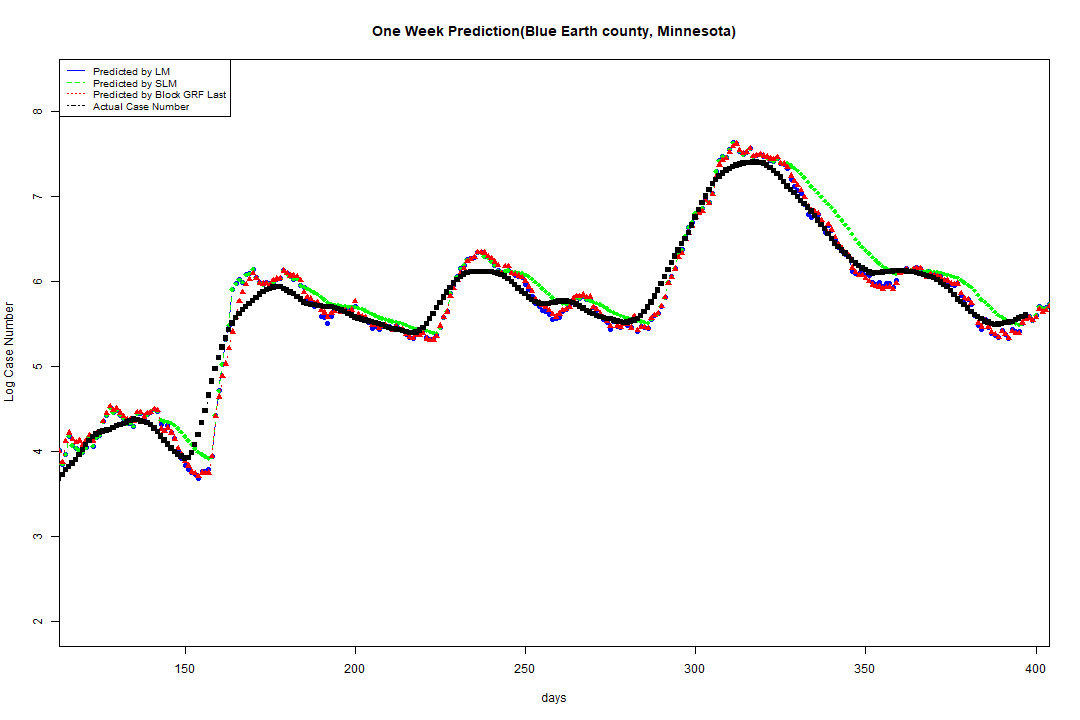 One Week Prediction(Blue Earth county, Minnesota)
Predicted by LM
Predicted by SLM
Predicted by Block GRF Last
Actual Case Number
8
7
6
5
4
3
2
Log Case Number
150 200 250 300 350 400
days